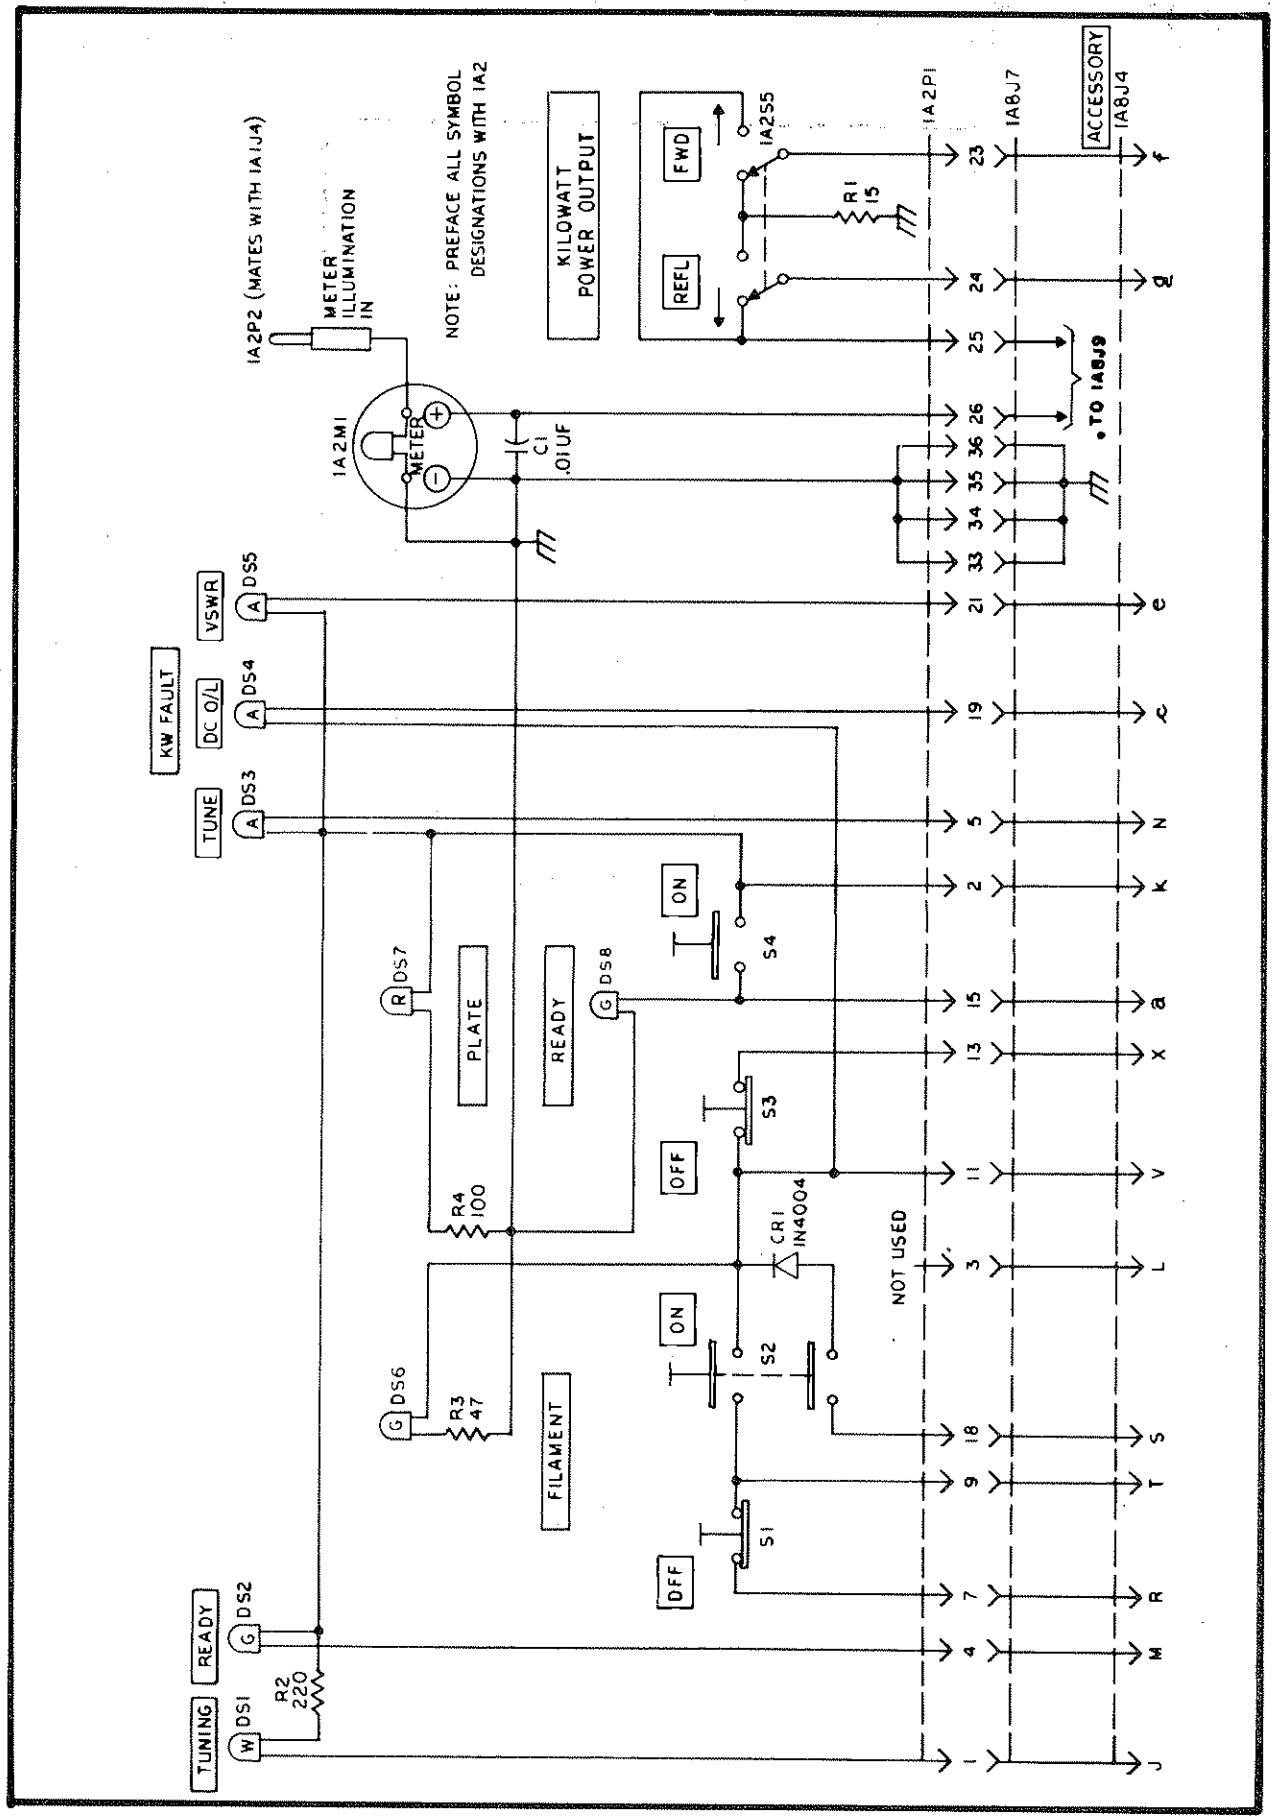 TUNING
READY
DS1
DS2
R2
220
KW FAULT
TUNE
DC O/L
VSWR
DS3
DS4
DS5
1A2P2 (MATES WITH 1A1J4)
METER
ILLUMINATION
IN
1A2M1
METER
+
-
C1
.01UF
NOTE: PREFACE ALL SYMBOL
DESIGNATIONS WITH 1A2
DS6
R3
47
R4
100
DS7
PLATE
READY
DS8
FILAMENT
KILOWATT
POWER OUTPUT
REFL
FWD
1A2S5
R1
15
OFF
S1
ON
S2
CR1
1N4004
OFF
S3
ON
S4
NOT USED
W
G
G
R
G
A
A
A
1A2P1
1 4 7 9 18 3 11 13 15 2 5 19 21 33 34 35 36 26 25 24 23
1A8J7
. TO 1A8J9
ACCESSORY
1A8J4
J M R T S L V X a k N c e g f